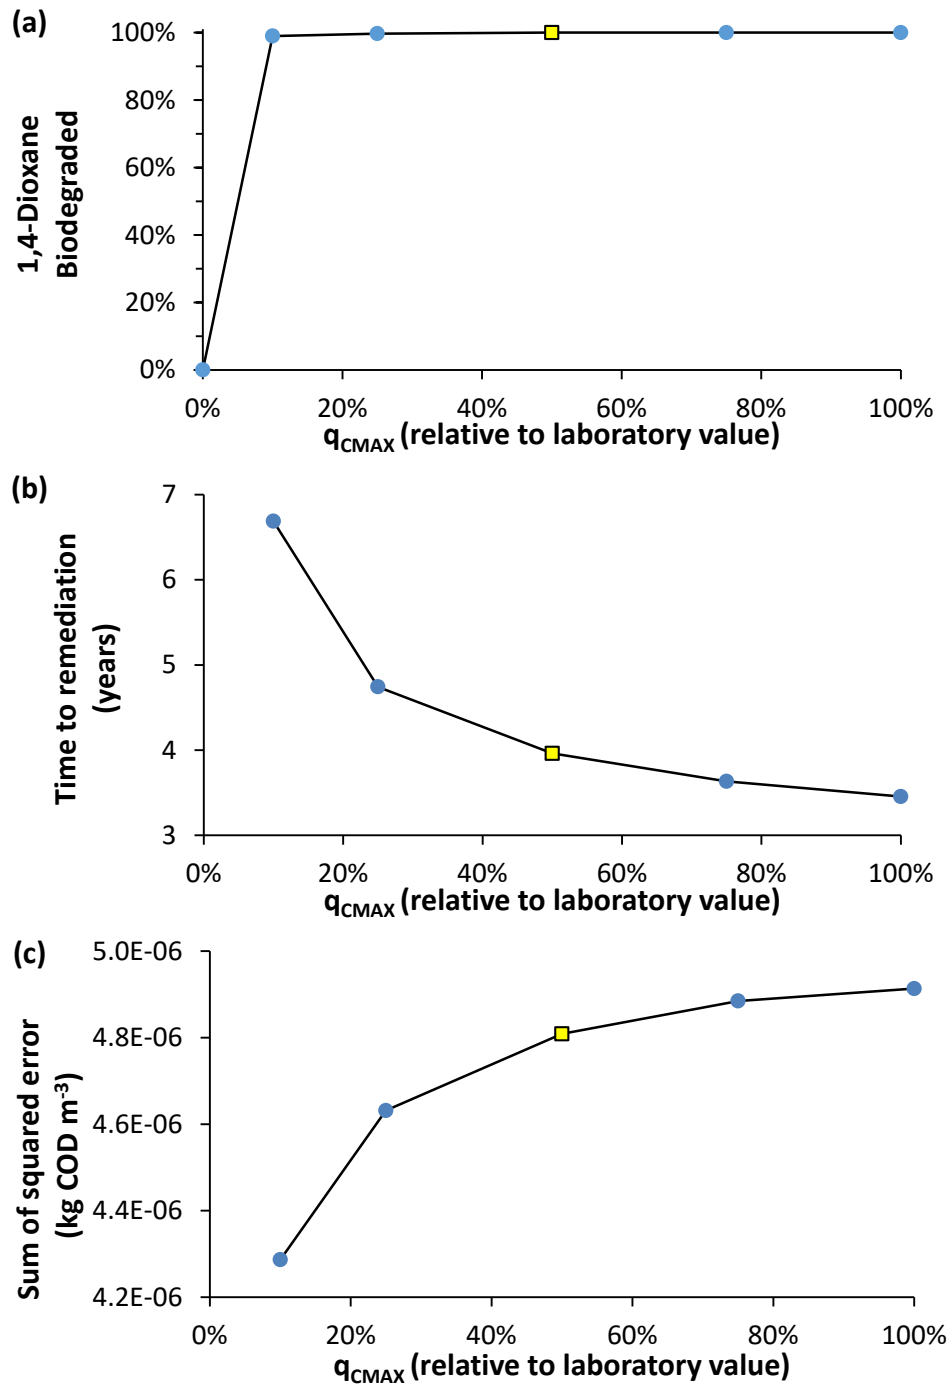 (a)
1,4-Dioxane
Biodegraded
100%
80%
60%
40%
20%
0%
0% 20% 40% 60% 80% 100%
qCMAX (relative to laboratory value)
(b)
Time to remediation
(years)
7
6
5
4
3
0% 20% 40% 60% 80% 100%
qCMAX (relative to laboratory value)
(c)
Sum of squared error
(kg COD m-3)
5.0E-06
4.8E-06
4.6E-06
4.4E-06
4.2E-06
0% 20% 40% 60% 80% 100%
qCMAX (relative to laboratory value)